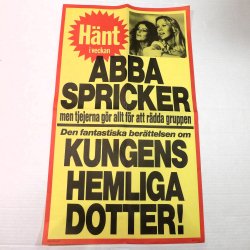 Hänt
i veckan
ABBA
SPRICKER
men tjejerna gör allt för att rädda gruppen
Den fantastiska berättelsen om
KUNGENS
HEMLIGA
DOTTER!